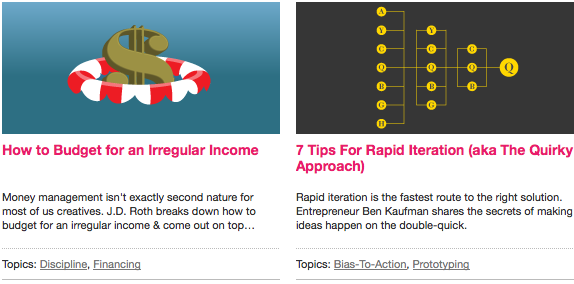 A
Y
C
Q
B
G
H
Y
C
Q
B
G
C
Q
B
Q
How to Budget for an Irregular Income
Money management isn't exactly second nature for
most of us creatives. J.D. Roth breaks down how to
budget for an irregular income & come out on top…
Topics: Discipline, Financing
7 Tips For Rapid Iteration (aka The Quirky
Approach)
Rapid iteration is the fastest route to the right solution.
Entrepreneur Ben Kaufman shares the secrets of making
ideas happen on the double-quick.
Topics: Bias-To-Action, Prototyping